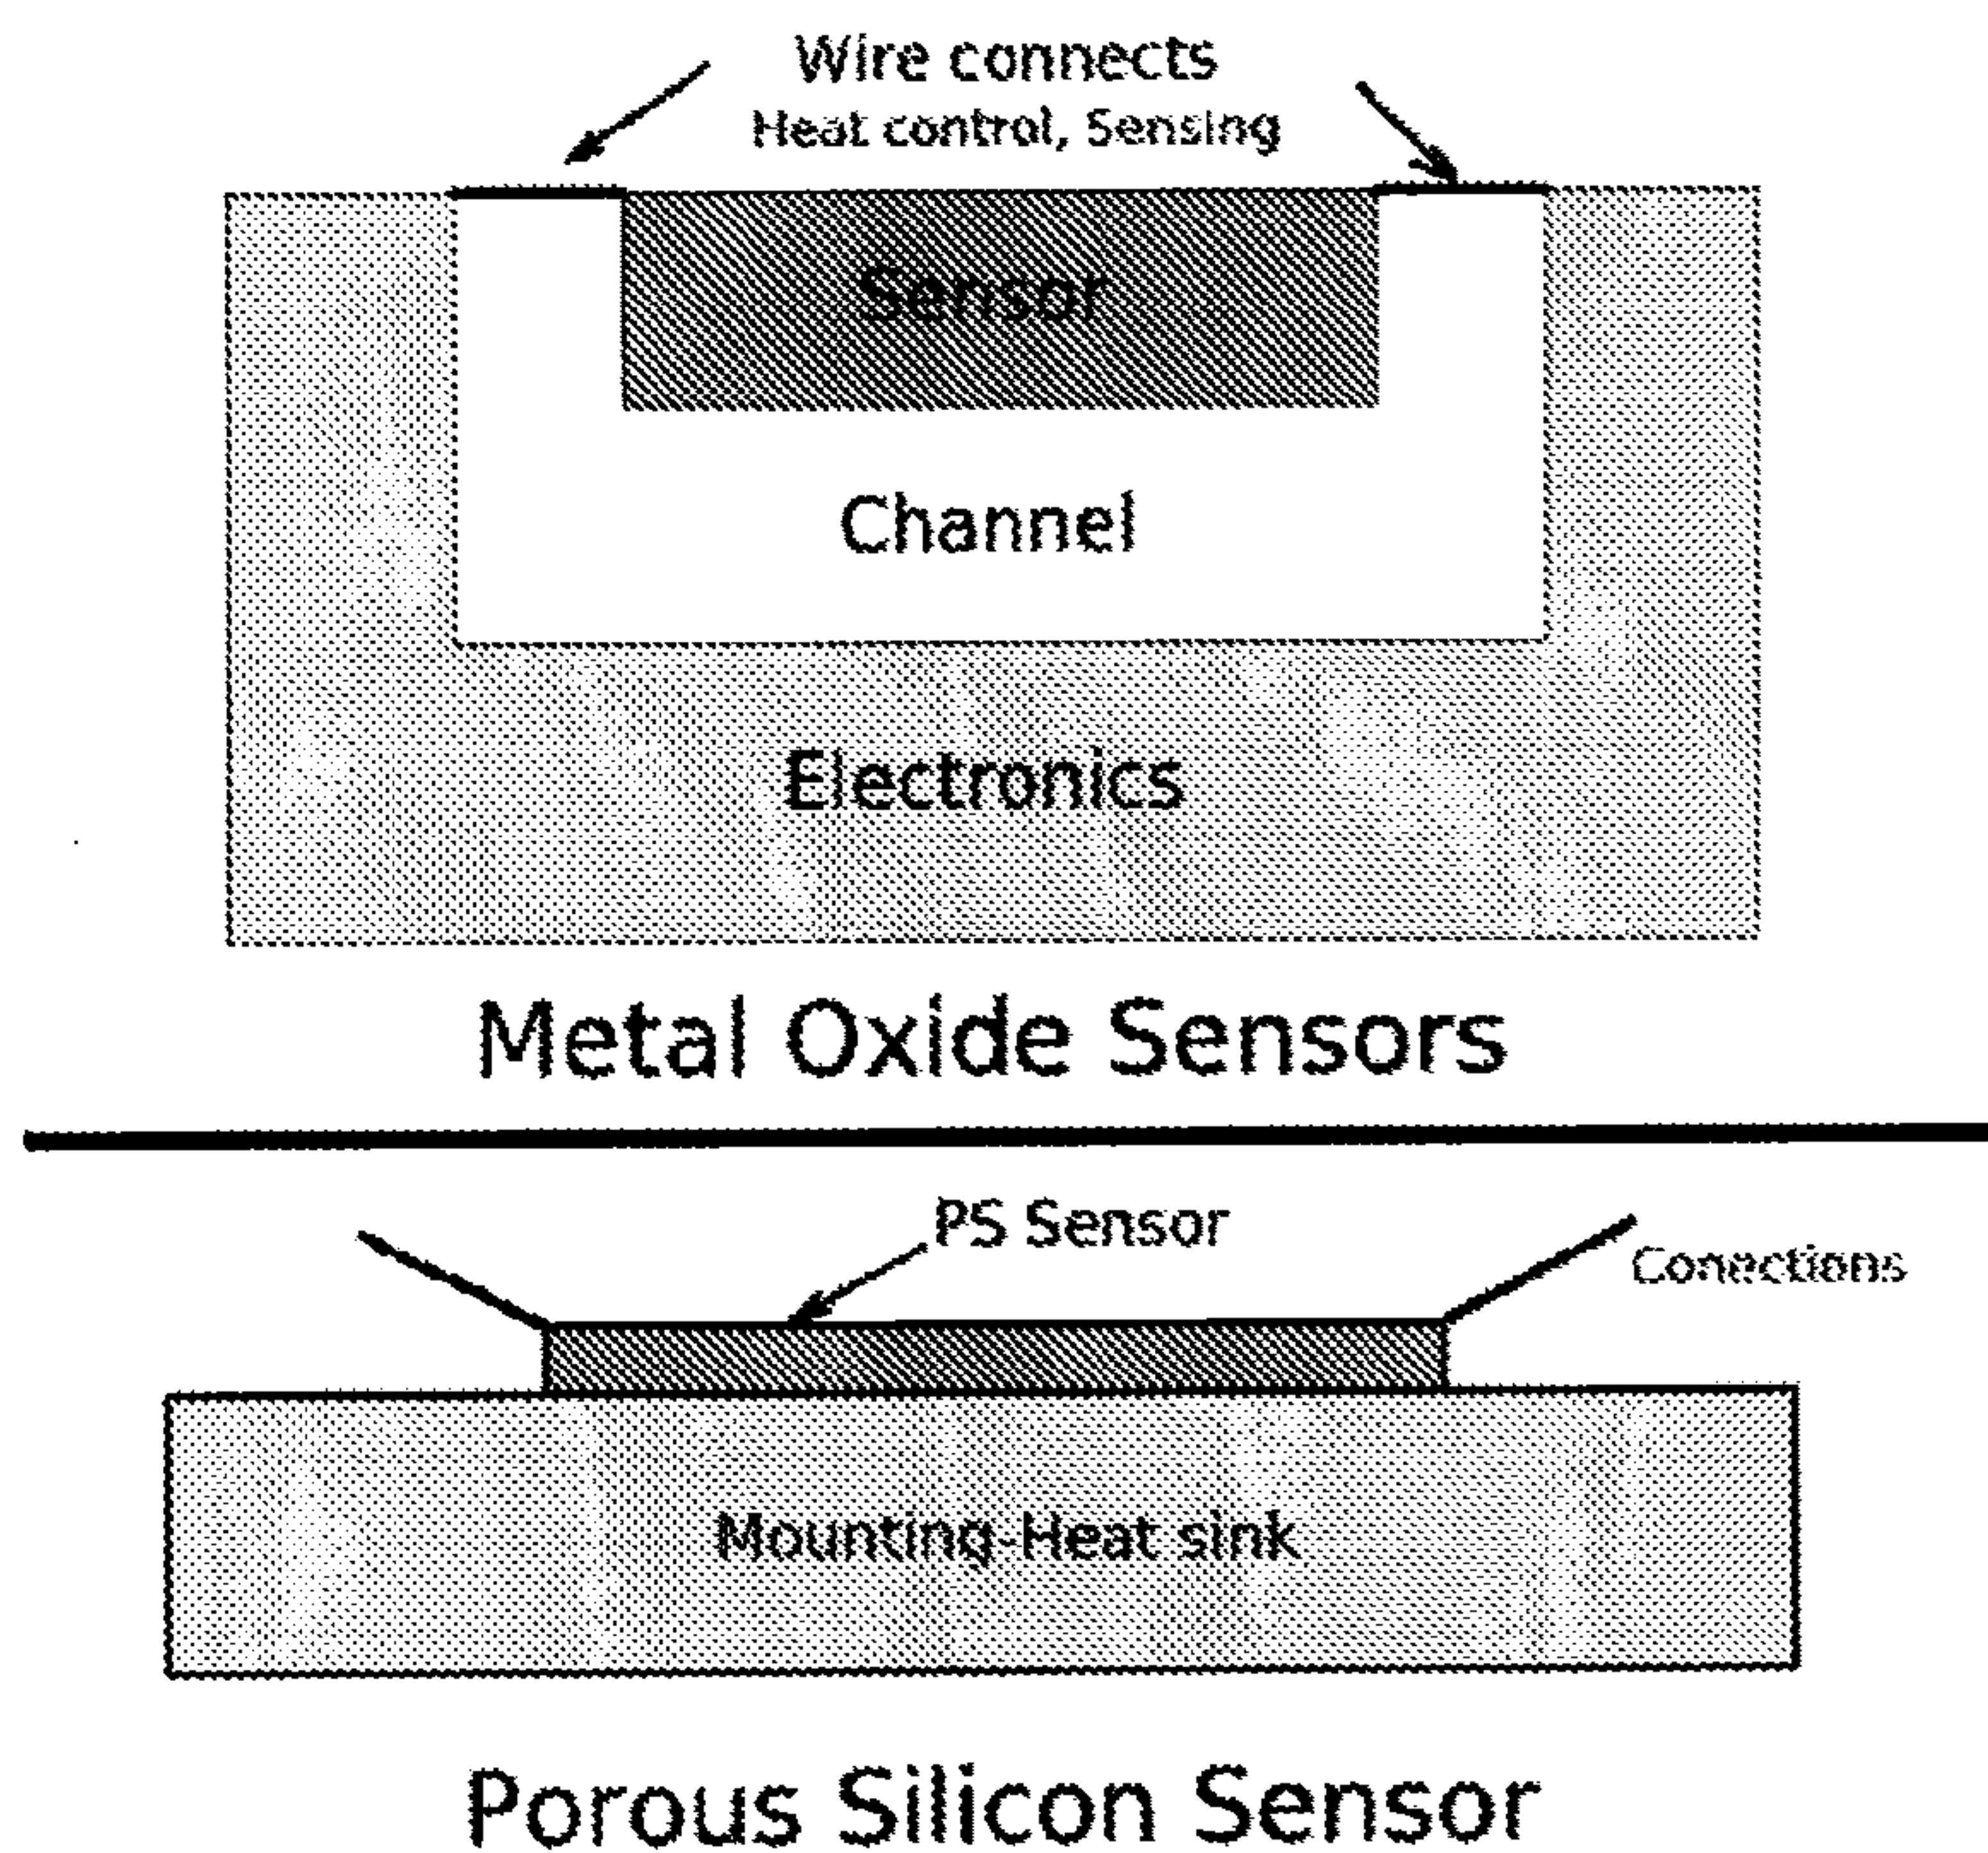 Wire connects
Heat control, Sensing
Sensor
Channel
Electronics
Metal Oxide Sensors
PS Sensor
Conections
Mounting-Heat sink
Porous Silicon Sensor